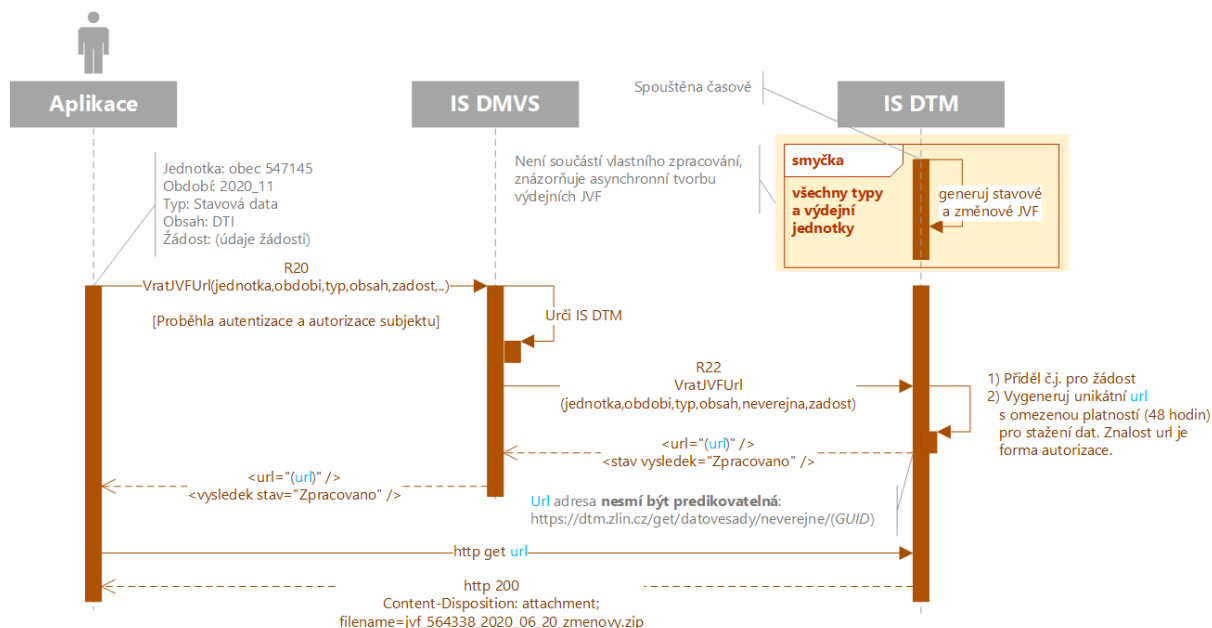 Aplikace
IS DMVS
IS DTM
Spouštěna časově
Jednotka: obec 547145
Období: 2020_11
Typ: Stavová data
Obsah: DTI
Žádost: (údaje žádosti)
Není součástí vlastního zpracování,
znázorňuje asynchronní tvorbu
výdejních JVF
smyčka
všechny typy
a výdejní
jednotky
generuj stavové
a změnové JVF
R20
VratJVFUrl(jednotka,obdobi,typ,obsah,zadost,..)
[Proběhla autentizace a autorizace subjektu]
Urči IS DTM
R22
VratJVFUrl
(jednotka,obdobi,typ,obsah,neverejna,zadost)
1) Přiděl č.j. pro žádost
2) Vygeneruj unikátní url
s omezenou platností (48 hodin)
pro stažení dat. Znalost url je
forma autorizace.
<url="(url)" />
<stav vysledek="Zpracovano" />
<url="(url)" />
<vysledek stav="Zpracovano" />
Url adresa nesmí být predikovatelná:
https://dtm.zlin.cz/get/datovesady/neverejne/(GUID)
http get url
http 200
Content-Disposition: attachment;
filename=jvf_564338_2020_06_20_zmenovy.zip